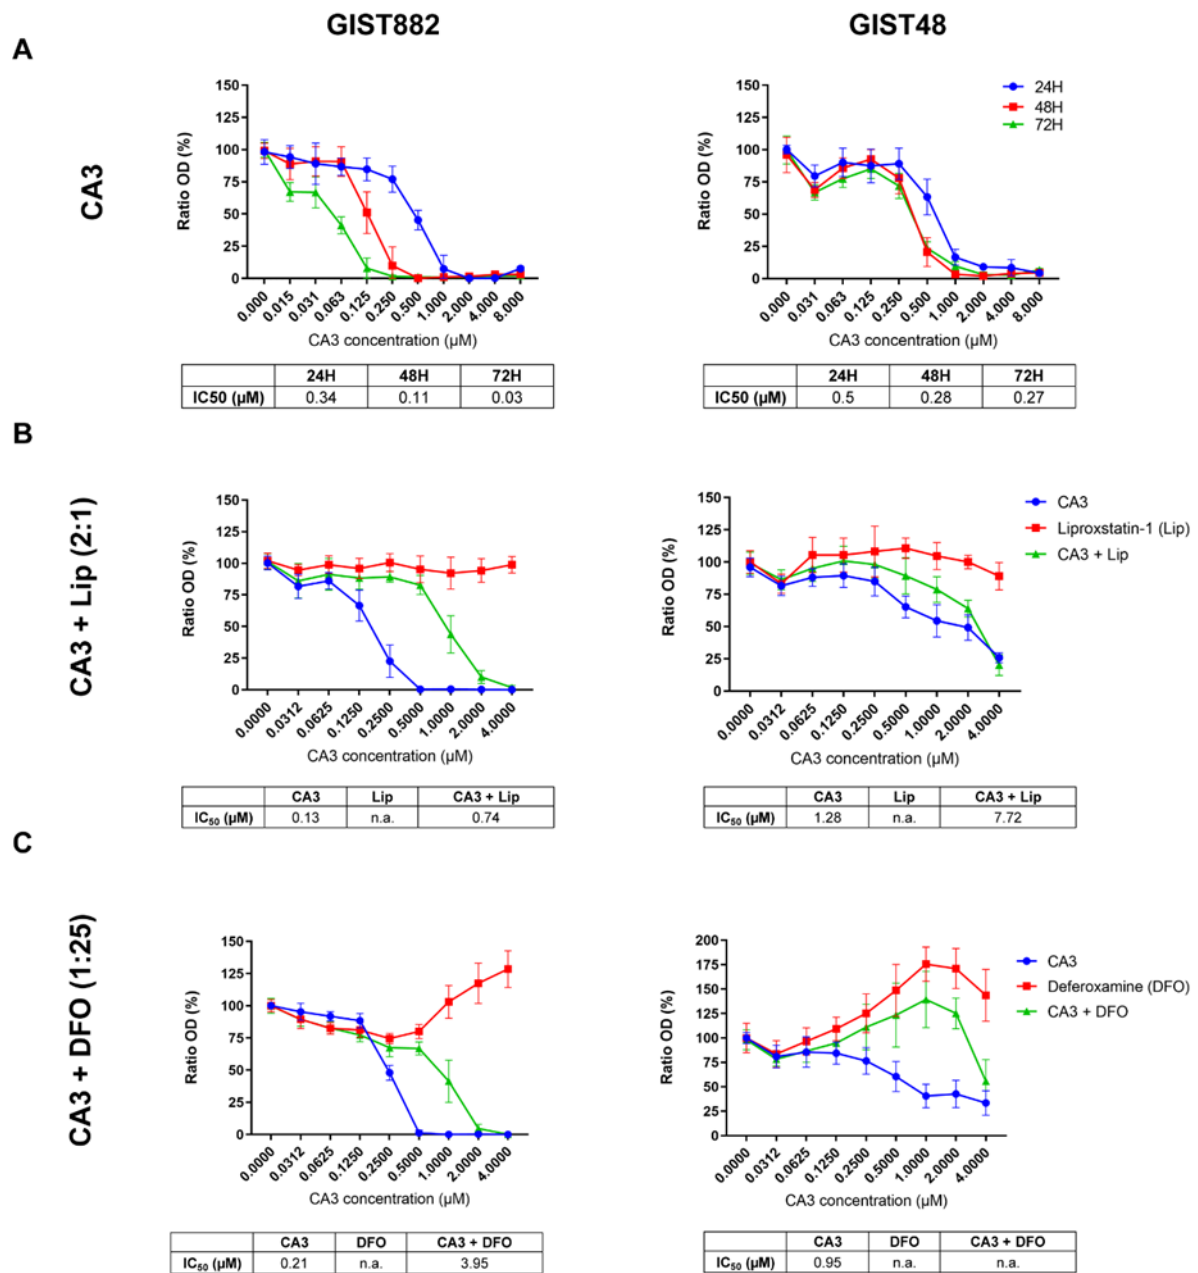 GIST882
GIST48
A
CA3
150
125
100
75
50
25
0
Ratio OD (%)
0.000
0.015
0.031
0.063
0.125
0.250
0.500
1.000
2.000
4.000
8.000
CA3 concentration (µM)
24H 48H 72H
IC50 (µM) 0.34 0.11 0.03
150
125
100
75
50
25
0
Ratio OD (%)
0.000
0.031
0.063
0.125
0.250
0.500
1.000
2.000
4.000
8.000
CA3 concentration (µM)
24H
48H
72H
24H 48H 72H
IC50 (µM) 0.5 0.28 0.27
B
CA3 + Lip (2:1)
150
125
100
75
50
25
0
Ratio OD (%)
0.0000
0.0312
0.0625
0.1250
0.2500
0.5000
1.0000
2.0000
4.0000
CA3 concentration (µM)
CA3 Lip CA3 + Lip
IC50 (µM) 0.13 n.a. 0.74
150
125
100
75
50
25
0
Ratio OD (%)
0.0000
0.0312
0.0625
0.1250
0.2500
0.5000
1.0000
2.0000
4.0000
CA3 concentration (µM)
CA3
Liproxstatin-1 (Lip)
CA3 + Lip
CA3 Lip CA3 + Lip
IC50 (µM) 1.28 n.a. 7.72
C
CA3 + DFO (1:25)
150
125
100
75
50
25
0
Ratio OD (%)
0.0000
0.0312
0.0625
0.1250
0.2500
0.5000
1.0000
2.0000
4.0000
CA3 concentration (µM)
CA3 DFO CA3 + DFO
IC50 (µM) 0.21 n.a. 3.95
200
175
150
125
100
75
50
25
0
Ratio OD (%)
0.0000
0.0312
0.0625
0.1250
0.2500
0.5000
1.0000
2.0000
4.0000
CA3 concentration (µM)
CA3
Deferoxamine (DFO)
CA3 + DFO
CA3 DFO CA3 + DFO
IC50 (µM) 0.95 n.a. n.a.